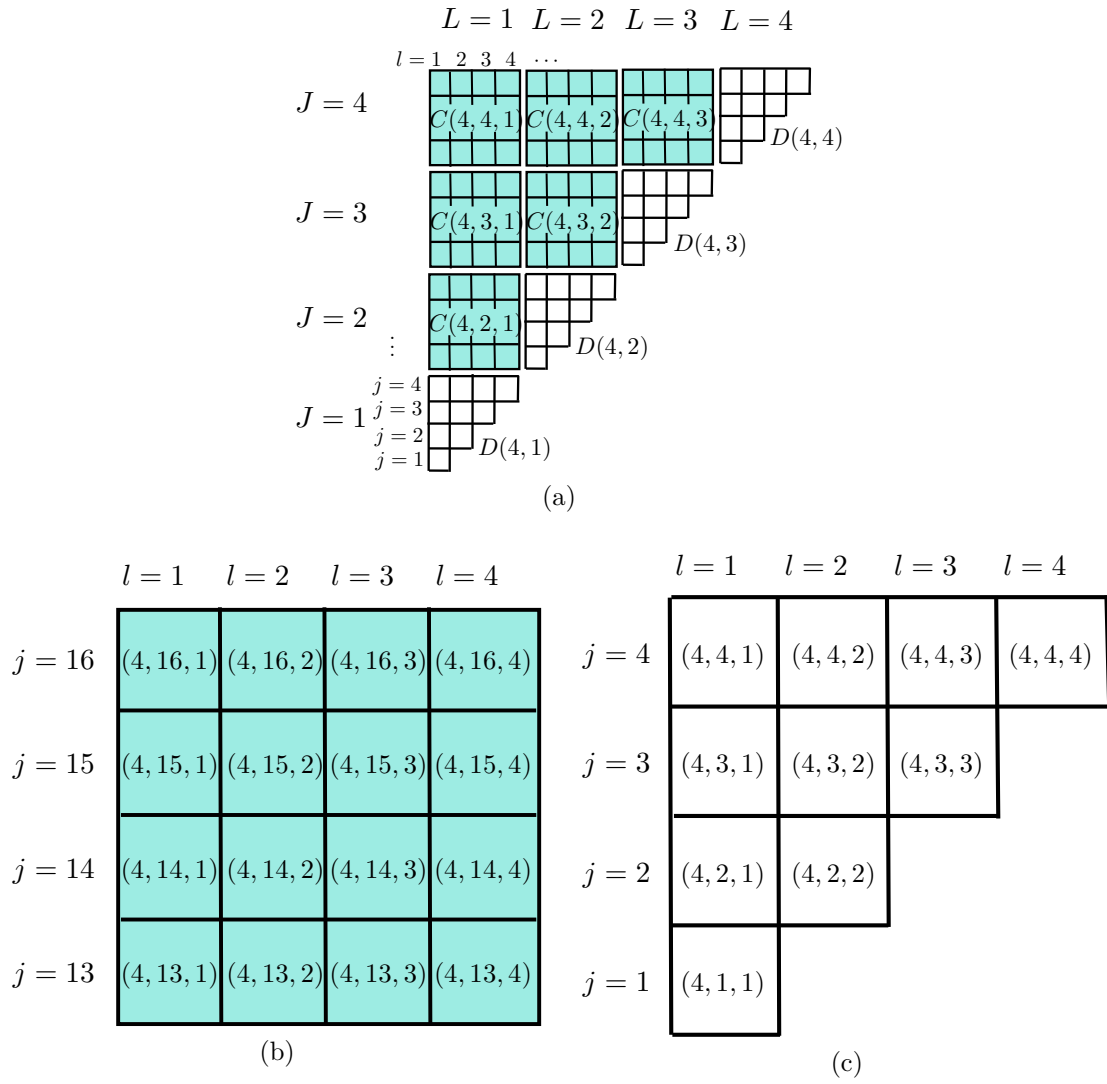 L = 1 L = 2 L = 3 L = 4
l = 1 2 3 4 ⋯
J = 4
C(4, 4, 1) C(4, 4, 2) C(4, 4, 3)
D(4, 4)
J = 3
C(4, 3, 1) C(4, 3, 2)
D(4, 3)
J = 2
C(4, 2, 1)
D(4, 2)
⋮
j = 4
J = 1
j = 3
j = 2
D(4, 1)
j = 1
(a)
l = 1 l = 2 l = 3 l = 4
j = 16 (4, 16, 1) (4, 16, 2) (4, 16, 3) (4, 16, 4)
j = 15 (4, 15, 1) (4, 15, 2) (4, 15, 3) (4, 15, 4)
j = 14 (4, 14, 1) (4, 14, 2) (4, 14, 3) (4, 14, 4)
j = 13 (4, 13, 1) (4, 13, 2) (4, 13, 3) (4, 13, 4)
(b)
l = 1 l = 2 l = 3 l = 4
j = 4 (4, 4, 1) (4, 4, 2) (4, 4, 3) (4, 4, 4)
j = 3 (4, 3, 1) (4, 3, 2) (4, 3, 3)
j = 2 (4, 2, 1) (4, 2, 2)
j = 1 (4, 1, 1)
(c)